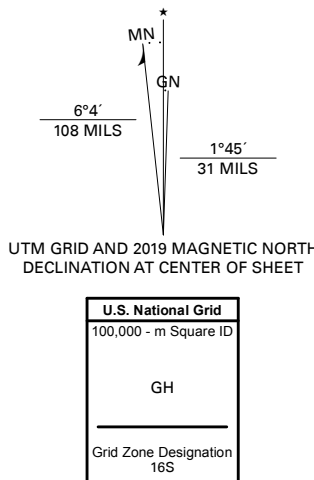 ★
MN
GN
6°4´
108 MILS
1°45´
31 MILS
UTM GRID AND 2019 MAGNETIC NORTH
DECLINATION AT CENTER OF SHEET
U.S. National Grid
100,000 - m Square ID
GH
Grid Zone Designation
16S